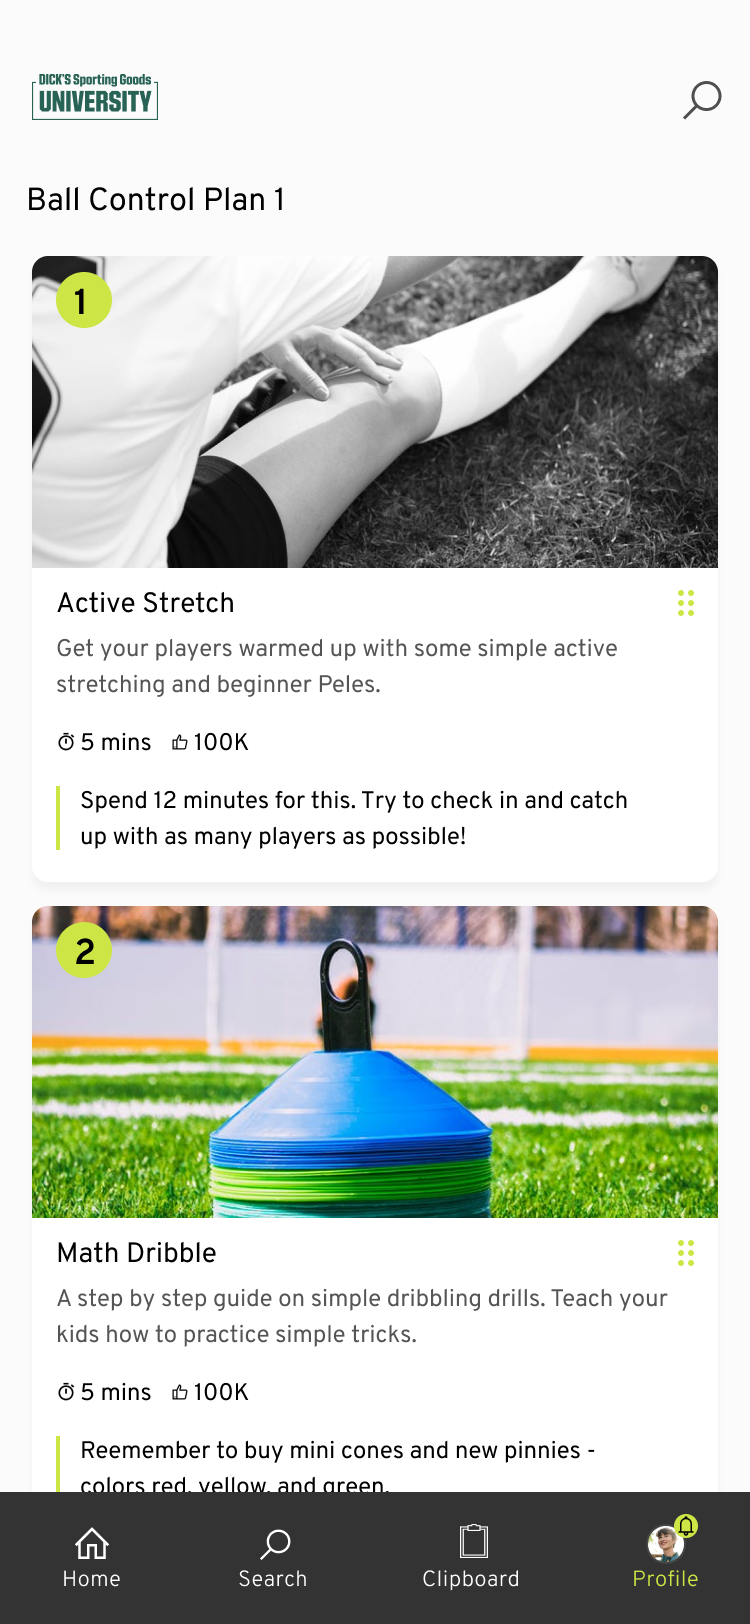 DICK'S Sporting Goods
UNIVERSITY
Ball Control Plan 1
1
Active Stretch
Get your players warmed up with some simple active
stretching and beginner Peles.
5 mins 100K
Spend 12 minutes for this. Try to check in and catch
up with as many players as possible!
2
Math Dribble
A step by step guide on simple dribbling drills. Teach your
kids how to practice simple tricks.
5 mins 100K
Reemember to buy mini cones and new pinnies -
colors red, yellow, and green.
Home Search Clipboard Profile